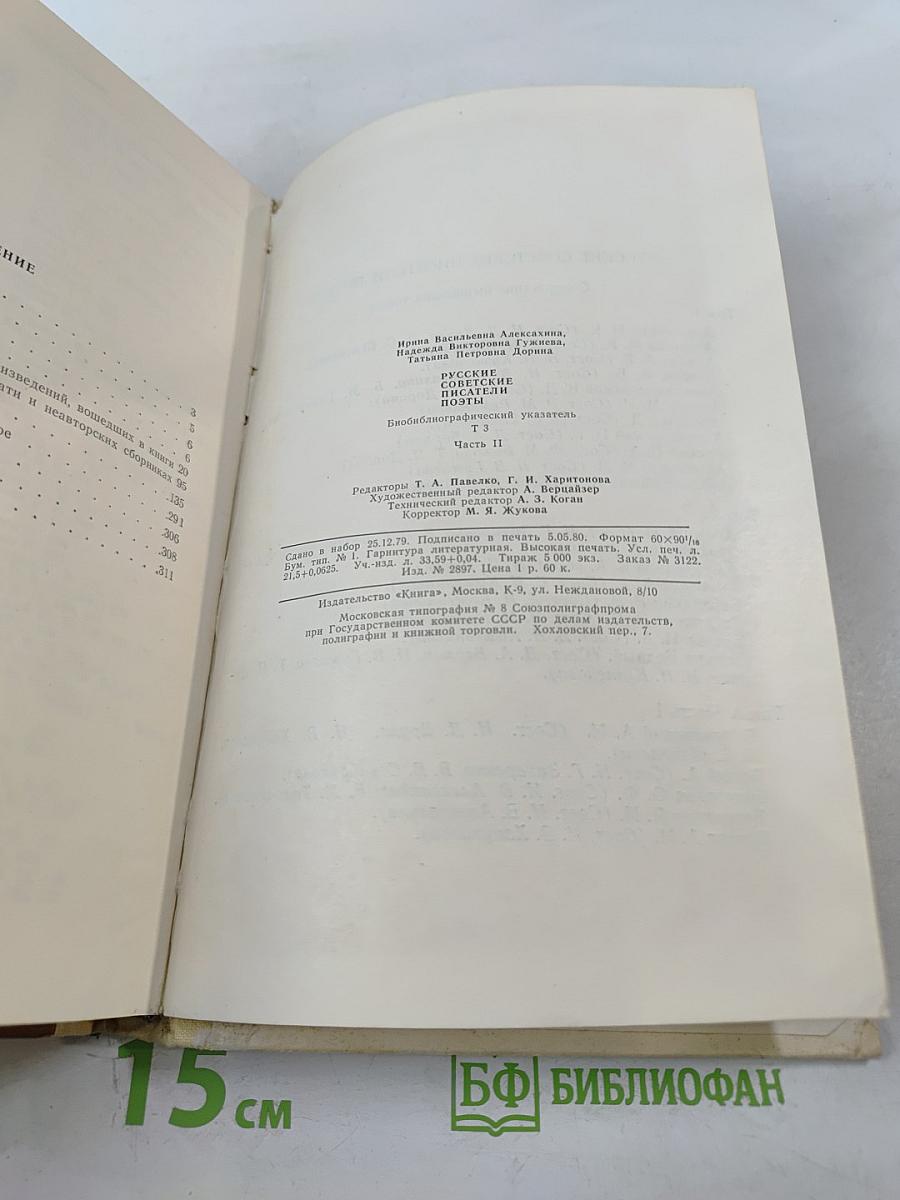 ЕНИЕ
изведений, вошедших в книги 20
ати и неавторских сборниках 95
ре
3
5
6
6
.135
.291
.306
.308
.311
Ирина Васильевна Алексахина,
Надежда Викторовна Гужиева,
Татьяна Петровна Дорина
РУССКИЕ
СОВЕТСКИЕ
ПИСАТЕЛИ
ПОЭТЫ
Биобиблиографический указатель
Т 3
Часть II
Редакторы Т. А. Павелко, Г. И. Харитонова
Художественный редактор А. Верцайзер
Технический редактор А. З. Коган
Корректор М. Я. Жукова
Сдано в набор 25.12.79. Подписано в печать 5.05.80. Формат 60×90¹/₁₆
Бум. тип. № 1. Гарнитура литературная. Высокая печать. Усл. печ. л.
21,5+0,0625. Уч.-изд. л. 33,59+0,04. Тираж 5 000 экз. Заказ № 3122.
Изд. № 2897. Цена 1 р. 60 к.
Издательство «Книга», Москва, К-9, ул. Неждановой, 8/10
Московская типография № 8 Союзполиграфпрома
при Государственном комитете СССР по делам издательств,
полиграфии и книжной торговли. Хохловский пер., 7.
15 см
БФ БИБЛИОФАН